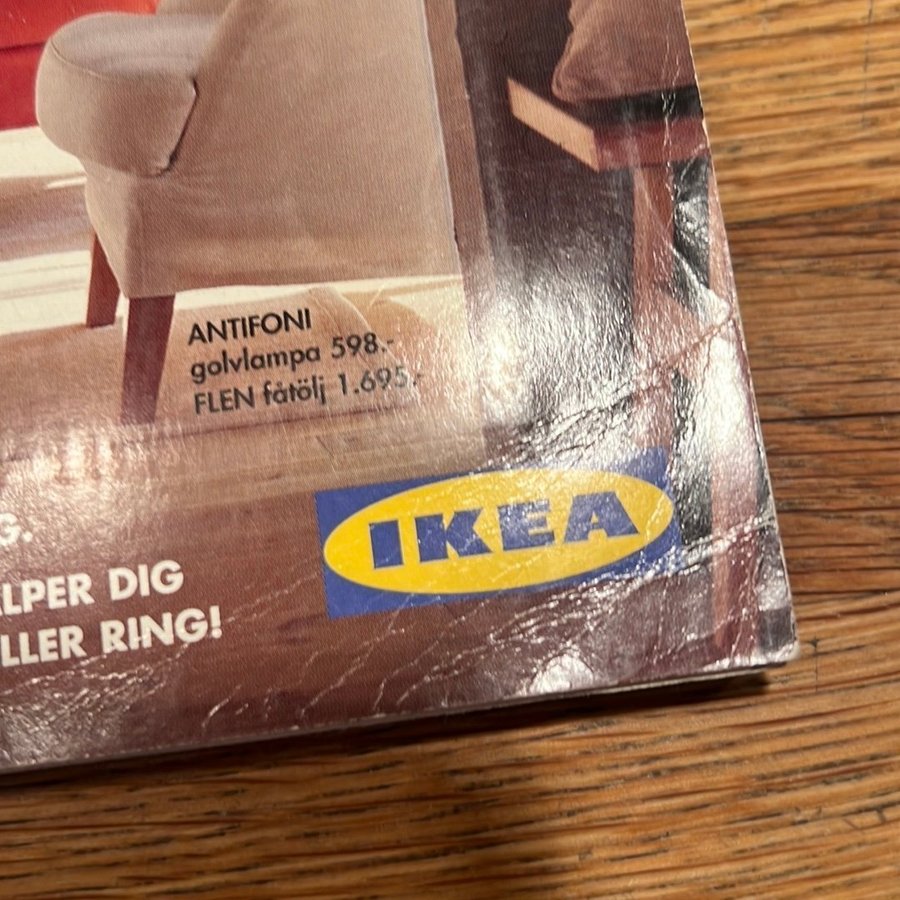 ANTIFONI
golvlampa 598.-
FLEN fåtölj 1.695.-
G.
LPER DIG
LLER RING!
IKEA